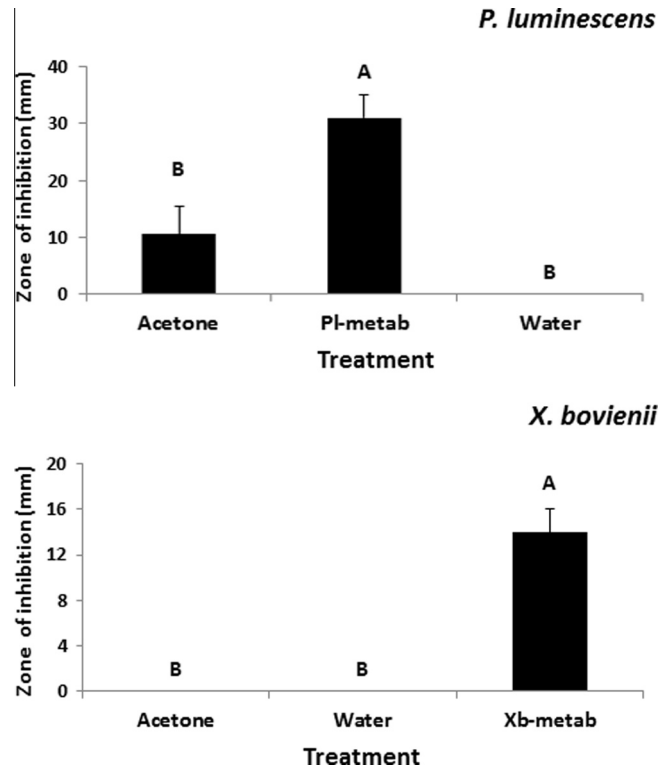 P. luminescens
Zone of inhibition (mm)
40
30
20
10
0
B
A
B
Acetone Pl-metab Water
Treatment
X. bovienii
Zone of inhibition (mm)
20
16
12
8
4
0
B
B
A
Acetone Water Xb-metab
Treatment